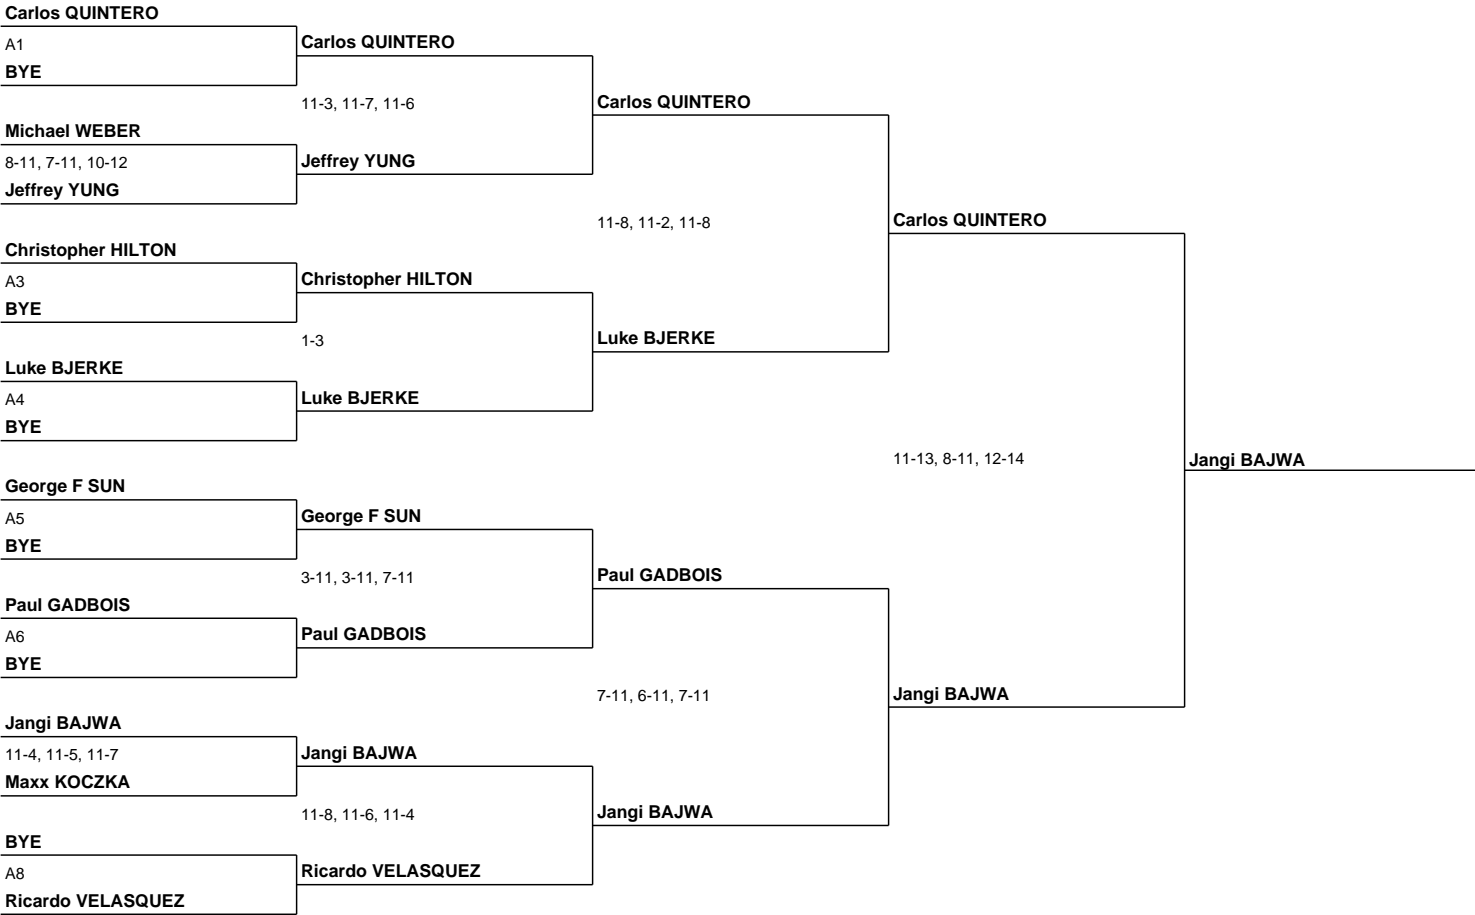 Carlos QUINTERO
A1
BYE
Michael WEBER
8-11, 7-11, 10-12
Jeffrey YUNG
Christopher HILTON
A3
BYE
Luke BJERKE
A4
BYE
George F SUN
A5
BYE
Paul GADBOIS
A6
BYE
Jangi BAJWA
11-4, 11-5, 11-7
Maxx KOCZKA
BYE
A8
Ricardo VELASQUEZ
Carlos QUINTERO
11-3, 11-7, 11-6
Jeffrey YUNG
Christopher HILTON
1-3
Luke BJERKE
George F SUN
3-11, 3-11, 7-11
Paul GADBOIS
Jangi BAJWA
11-8, 11-6, 11-4
Ricardo VELASQUEZ
Carlos QUINTERO
11-8, 11-2, 11-8
Luke BJERKE
Paul GADBOIS
7-11, 6-11, 7-11
Jangi BAJWA
Carlos QUINTERO
11-13, 8-11, 12-14
Jangi BAJWA
Jangi BAJWA